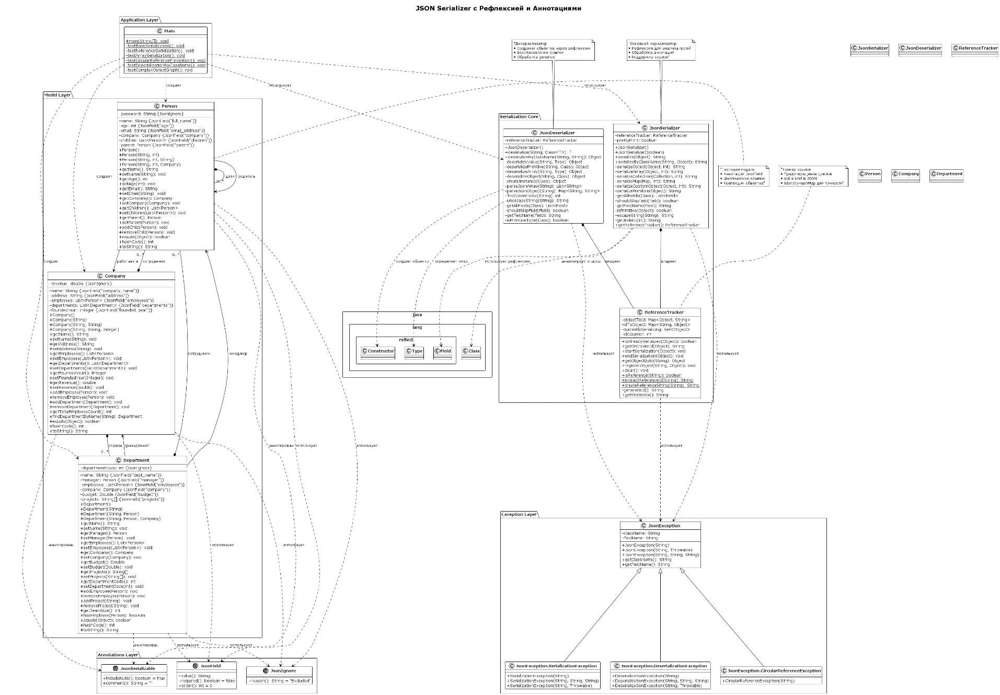 JSON Serializer с Рефлексией и Аннотациями
Application Layer
C Main
+main(String[]): void
-testBasicSerialization(): void
-testReferenceSerialization(): void
-testArraySerialization(): void
-testCircularReferencePrevention(): void
-testDeserializationByClassName(): void
-testComplexObjectGraph(): void
"Десериализатор
• Создание объектов через рефлексию
• Восстановление ссылок
• Обработка generics"
"Основной сериализатор
• Рефлексия для анализа полей
• Обработка аннотаций
• Поддержка ссылок"
C JsonSerializer
C JsonDeserializer
C ReferenceTracker
создает
использует
использует
Model Layer
C Person
-password: String {JsonIgnore}
-name: String {JsonField("full_name")}
-age: int {JsonField("age")}
-email: String {JsonField("email_address")}
-company: Company {JsonField("company")}
-children: List<Person> {JsonField("children")}
-parent: Person {JsonField("parent")}
+Person()
+Person(String, int)
+Person(String, int, String)
+Person(String, int, Company)
+getName(): String
+setName(String): void
+getAge(): int
+setAge(int): void
+getEmail(): String
+setEmail(String): void
+getCompany(): Company
+setCompany(Company): void
+getChildren(): List<Person>
+setChildren(List<Person>): void
+getParent(): Person
+setParent(Person): void
+addChild(Person): void
+removeChild(Person): void
+equals(Object): boolean
+hashCode(): int
+toString(): String
0..*
дети
родитель
создает
Serialization Core
C JsonDeserializer
-referenceTracker: ReferenceTracker
+JsonDeserializer()
+deserialize(String, Class<T>): T
+deserializeByClassName(String, String): Object
-deserializeValue(String, Type): Object
-deserializePrimitive(String, Class): Object
-deserializeArray(String, Type): Object
-deserializeObject(String, Class): Object
-createInstance(Class): Object
-parseJsonArray(String): List<String>
-parseJsonObject(String): Map<String, String>
-findColonIndex(String): int
-unescapeString(String): String
-getAllFields(Class): List<Field>
-shouldSkipField(Field): boolean
-getFieldName(Field): String
-isPrimitiveType(Class): boolean
C JsonSerializer
-referenceTracker: ReferenceTracker
-prettyPrint: boolean
+JsonSerializer()
+JsonSerializer(boolean)
+serialize(Object): String
+serializeByClassName(String, Object): String
-serializeObject(Object, int): String
-serializeArray(Object, int): String
-serializeCollection(Collection, int): String
-serializeMap(Map, int): String
-serializeCustomObject(Object, int): String
-serializePrimitive(Object): String
-getAllFields(Class): List<Field>
-shouldSkipField(Field): boolean
-getFieldName(Field): String
-isPrimitive(Object): boolean
-escapeString(String): String
-getIndent(int): String
+getReferenceTracker(): ReferenceTracker
"Тестовая модель
• Аннотации JsonField
• Циклические ссылки
• Коллекции объектов"
"Трекер ссылок
• Предотвращение циклов
• $id и $ref в JSON
• IdentityHashMap для точности"
C Person
C Company
C Department
0..*
0..*
создает
работает в
сотрудники
создает объекты
определяет типы
использует рефлексию
анализирует классы
владеет
владеет
C Company
-revenue: double {JsonIgnore}
-name: String {JsonField("company_name")}
-address: String {JsonField("address")}
-employees: List<Person> {JsonField("employees")}
-departments: List<Department> {JsonField("departments")}
-foundedYear: Integer {JsonField("founded_year")}
+Company()
+Company(String)
+Company(String, String)
+Company(String, String, Integer)
+getName(): String
+setName(String): void
+getAddress(): String
+setAddress(String): void
+getEmployees(): List<Person>
+setEmployees(List<Person>): void
+getDepartments(): List<Department>
+setDepartments(List<Department>): void
+getFoundedYear(): Integer
+setFoundedYear(Integer): void
+getRevenue(): double
+setRevenue(double): void
+addEmployee(Person): void
+removeEmployee(Person): void
+addDepartment(Department): void
+removeDepartment(Department): void
+getTotalEmployeeCount(): int
+findDepartmentByName(String): Department
+equals(Object): boolean
+hashCode(): int
+toString(): String
сотрудники
менеджер
java
lang
reflect
C Constructor
C Type
C Field
C Class
C ReferenceTracker
-objectToId: Map<Object, String>
-idToObject: Map<String, Object>
-currentlySerializing: Set<Object>
-idCounter: int
+isAlreadySerialized(Object): boolean
+getOrCreateId(Object): String
+startSerialization(Object): void
+endSerialization(Object): void
+getObjectById(String): Object
+registerObject(String, Object): void
+clear(): void
+isReference(String): boolean
+extractReferenceId(String): String
+createReferenceString(String): String
-generateId(): String
+getStatistics(): String
использует
использует
отделы
принадлежит
0..*
аннотирован
использует
использует
использует
C Department
-departmentCode: int {JsonIgnore}
-name: String {JsonField("dept_name")}
-manager: Person {JsonField("manager")}
-employees: List<Person> {JsonField("employees")}
-company: Company {JsonField("company")}
-budget: Double {JsonField("budget")}
-projects: String[] {JsonField("projects")}
+Department()
+Department(String)
+Department(String, Person)
+Department(String, Person, Company)
+getName(): String
+setName(String): void
+getManager(): Person
+setManager(Person): void
+getEmployees(): List<Person>
+setEmployees(List<Person>): void
+getCompany(): Company
+setCompany(Company): void
+getBudget(): Double
+setBudget(Double): void
+getProjects(): String[]
+setProjects(String[]): void
+getDepartmentCode(): int
+setDepartmentCode(int): void
+addEmployee(Person): void
+removeEmployee(Person): void
+addProject(String): void
+removeProject(String): void
+getTeamSize(): int
+hasEmployee(Person): boolean
+equals(Object): boolean
+hashCode(): int
+toString(): String
аннотирован
использует
использует
Exception Layer
C JsonException
-className: String
-fieldName: String
+JsonException(String)
+JsonException(String, Throwable)
+JsonException(String, String, String)
+getClassName(): String
+getFieldName(): String
аннотирован
использует
использует
Annotations Layer
@ JsonSerializable
+includeNulls(): boolean = true
+comment(): String = ""
@ JsonField
+value(): String
+required(): boolean = false
+order(): int = 0
@ JsonIgnore
+reason(): String = "Excluded"
C JsonException.SerializationException
+SerializationException(String)
+SerializationException(String, String, String)
+SerializationException(String, Throwable)
C JsonException.DeserializationException
+DeserializationException(String)
+DeserializationException(String, String, String)
+DeserializationException(String, Throwable)
C JsonException.CircularReferenceException
+CircularReferenceException(String)